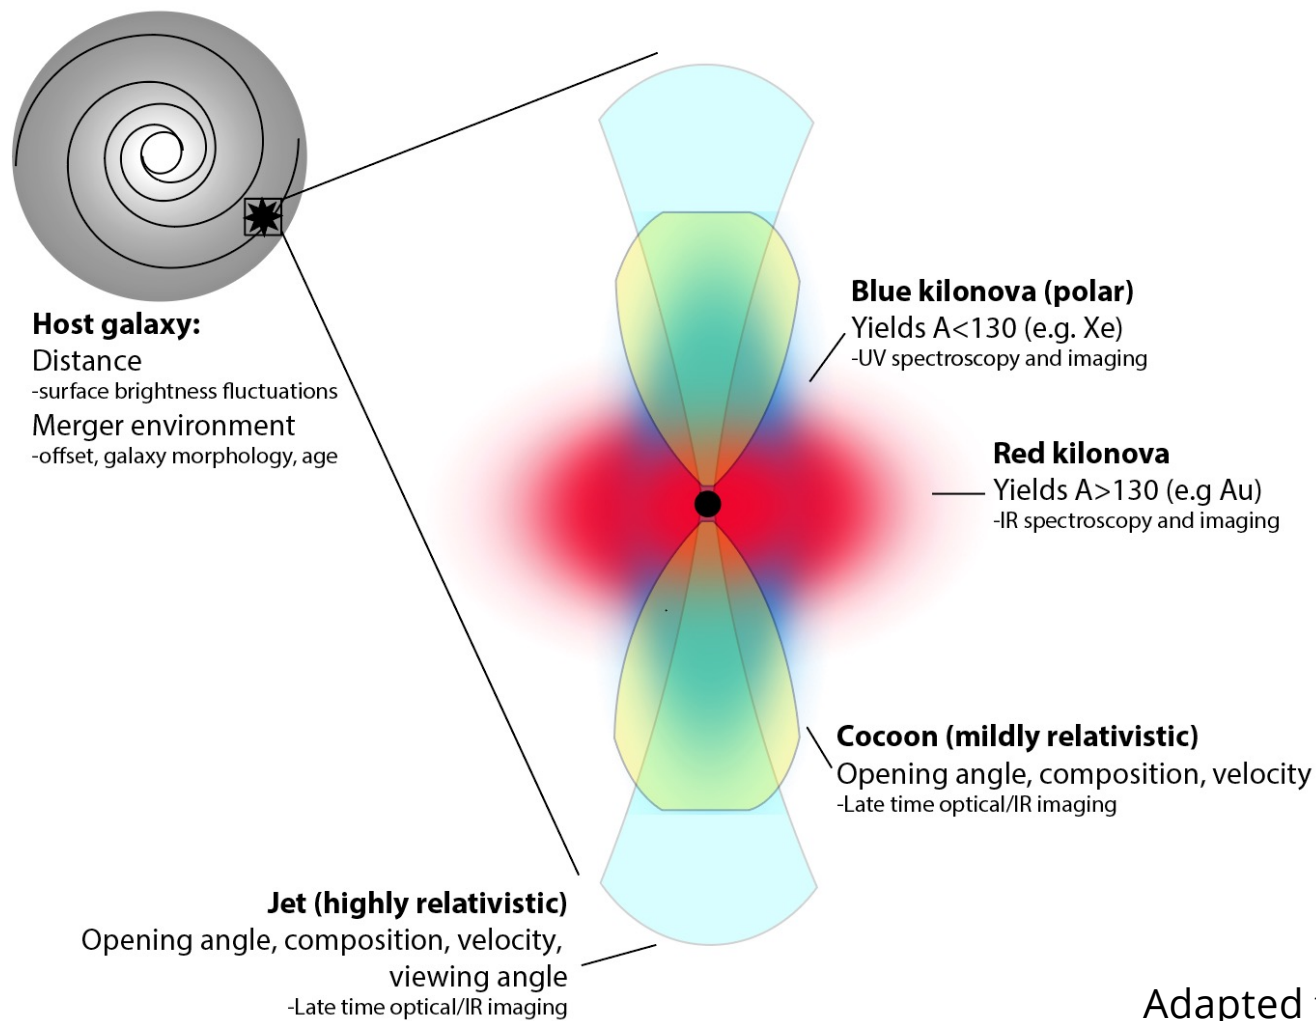 Host galaxy:
Distance
-surface brightness fluctuations
Merger environment
-offset, galaxy morphology, age
Blue kilonova (polar)
Yields A<130 (e.g. Xe)
-UV spectroscopy and imaging
Red kilonova
Yields A>130 (e.g Au)
-IR spectroscopy and imaging
Cocoon (mildly relativistic)
Opening angle, composition, velocity
-Late time optical/IR imaging
Jet (highly relativistic)
Opening angle, composition, velocity,
viewing angle
-Late time optical/IR imaging
Adapted